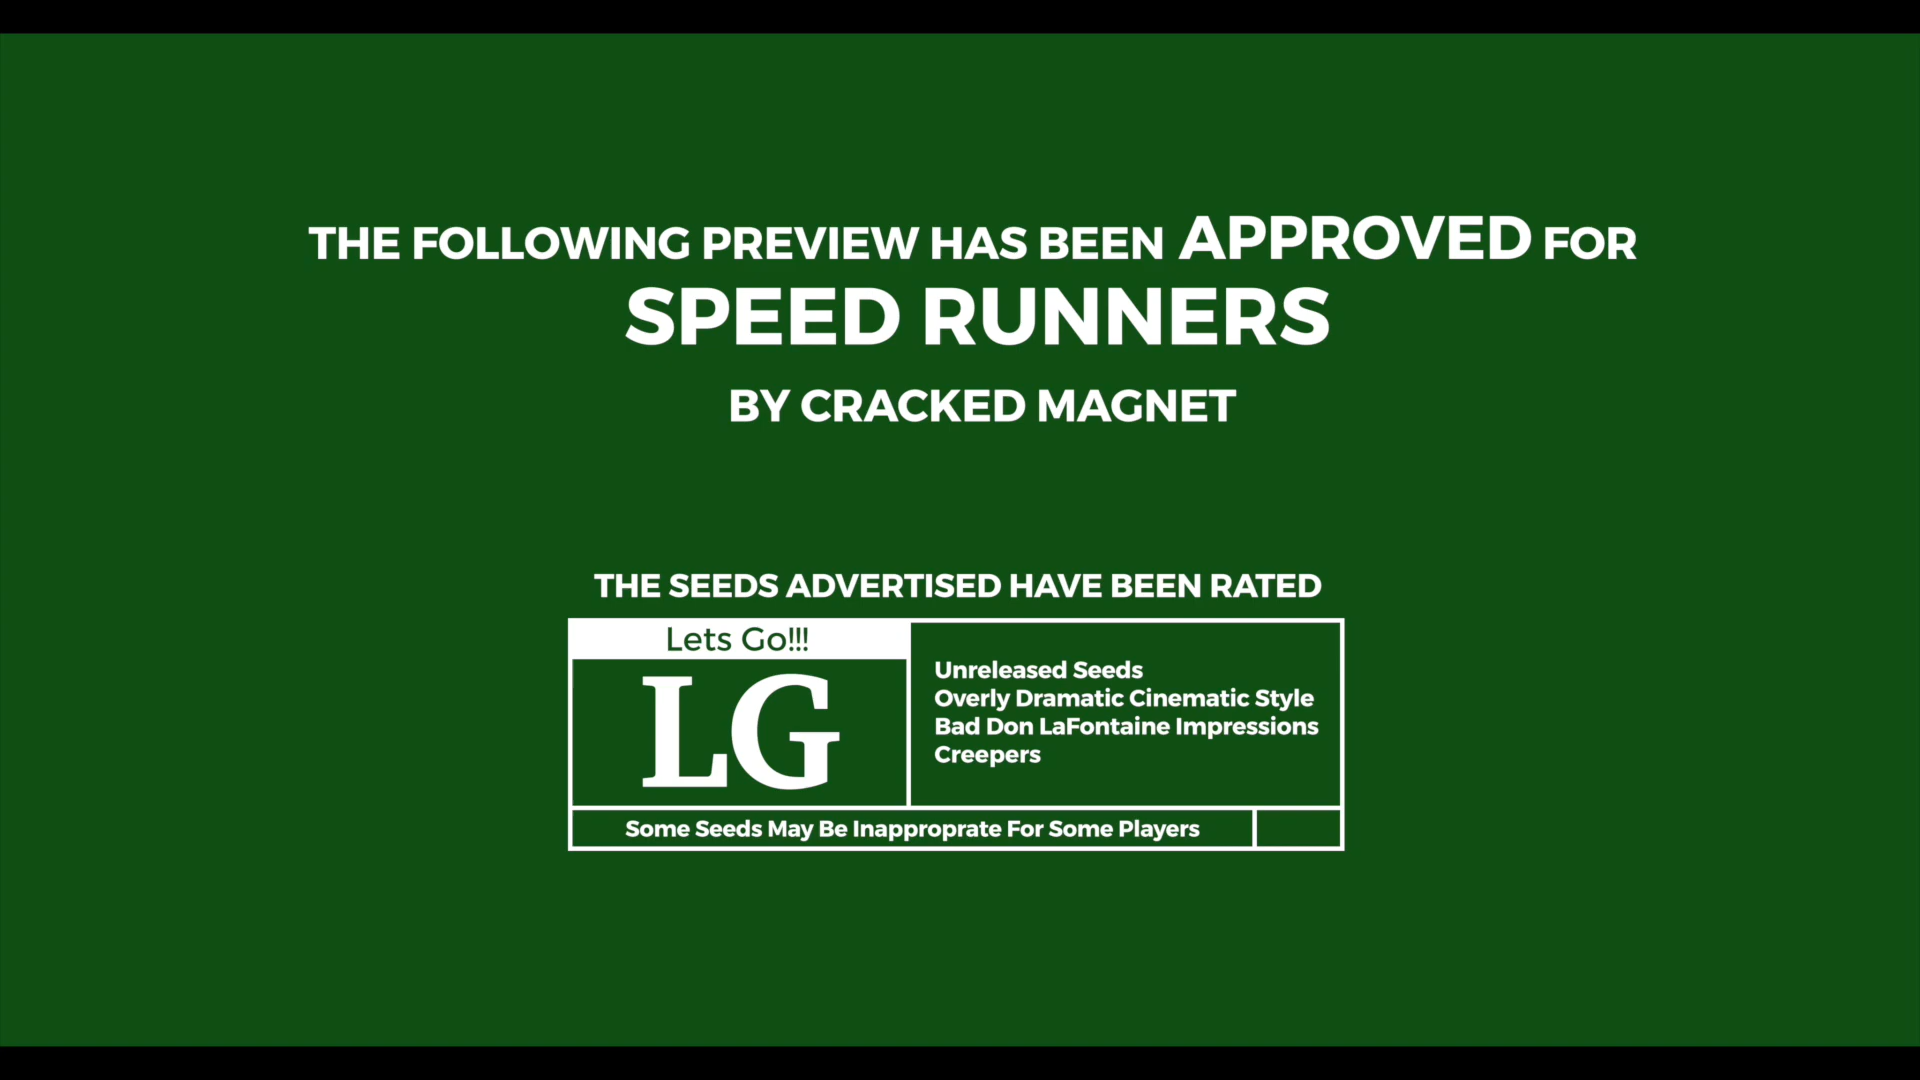 THE FOLLOWING PREVIEW HAS BEEN APPROVED FOR
SPEED RUNNERS
BY CRACKED MAGNET
THE SEEDS ADVERTISED HAVE BEEN RATED
Lets Go!!!
LG
Unreleased Seeds
Overly Dramatic Cinematic Style
Bad Don LaFontaine Impressions
Creepers
Some Seeds May Be Inapproprate For Some Players